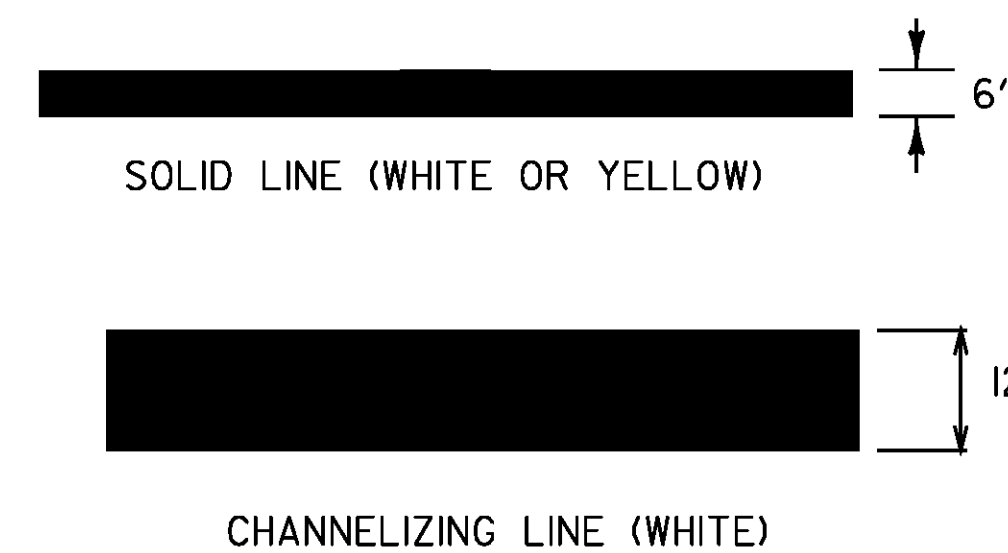 6'
SOLID LINE (WHITE OR YELLOW)
12
CHANNELIZING LINE (WHITE)